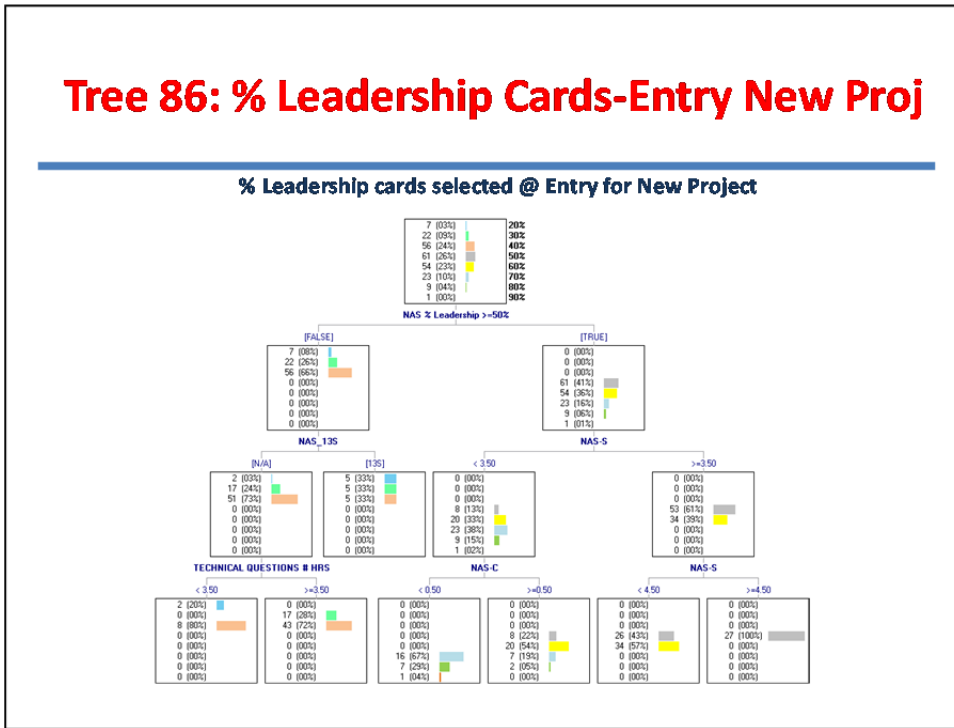 Tree 86: % Leadership Cards-Entry New Proj
% Leadership cards selected @ Entry for New Project
7 (03%) 20%
22 (09%) 30%
56 (24%) 40%
61 (26%) 50%
54 (23%) 60%
23 (10%) 70%
9 (04%) 80%
1 (00%) 90%
NAS % Leadership >=50%
[FALSE] [TRUE]
7 (08%) 0 (00%)
22 (26%) 0 (00%)
56 (66%) 0 (00%)
0 (00%) 61 (41%)
0 (00%) 54 (36%)
0 (00%) 23 (16%)
0 (00%) 9 (06%)
0 (00%) 1 (01%)
NAS_13S NAS-S
[N/A] [13S] < 3.50 >=3.50
2 (03%) 5 (33%) 0 (00%) 0 (00%)
17 (24%) 5 (33%) 0 (00%) 0 (00%)
51 (73%) 5 (33%) 0 (00%) 0 (00%)
0 (00%) 0 (00%) 8 (13%) 53 (61%)
0 (00%) 0 (00%) 20 (33%) 34 (39%)
0 (00%) 0 (00%) 23 (38%) 0 (00%)
0 (00%) 0 (00%) 9 (15%) 0 (00%)
0 (00%) 0 (00%) 1 (02%) 0 (00%)
TECHNICAL QUESTIONS # HRS NAS-C NAS-S
< 3.50 >=3.50 < 0.50 >=0.50 < 4.50 >=4.50
2 (20%) 0 (00%) 0 (00%) 0 (00%) 0 (00%) 0 (00%)
0 (00%) 17 (28%) 0 (00%) 0 (00%) 0 (00%) 0 (00%)
8 (80%) 43 (72%) 0 (00%) 0 (00%) 0 (00%) 0 (00%)
0 (00%) 0 (00%) 0 (00%) 8 (22%) 26 (43%) 27 (100%)
0 (00%) 0 (00%) 0 (00%) 20 (54%) 34 (57%) 0 (00%)
0 (00%) 0 (00%) 16 (67%) 7 (19%) 0 (00%) 0 (00%)
0 (00%) 0 (00%) 7 (29%) 2 (05%) 0 (00%) 0 (00%)
0 (00%) 0 (00%) 1 (04%) 0 (00%) 0 (00%) 0 (00%)